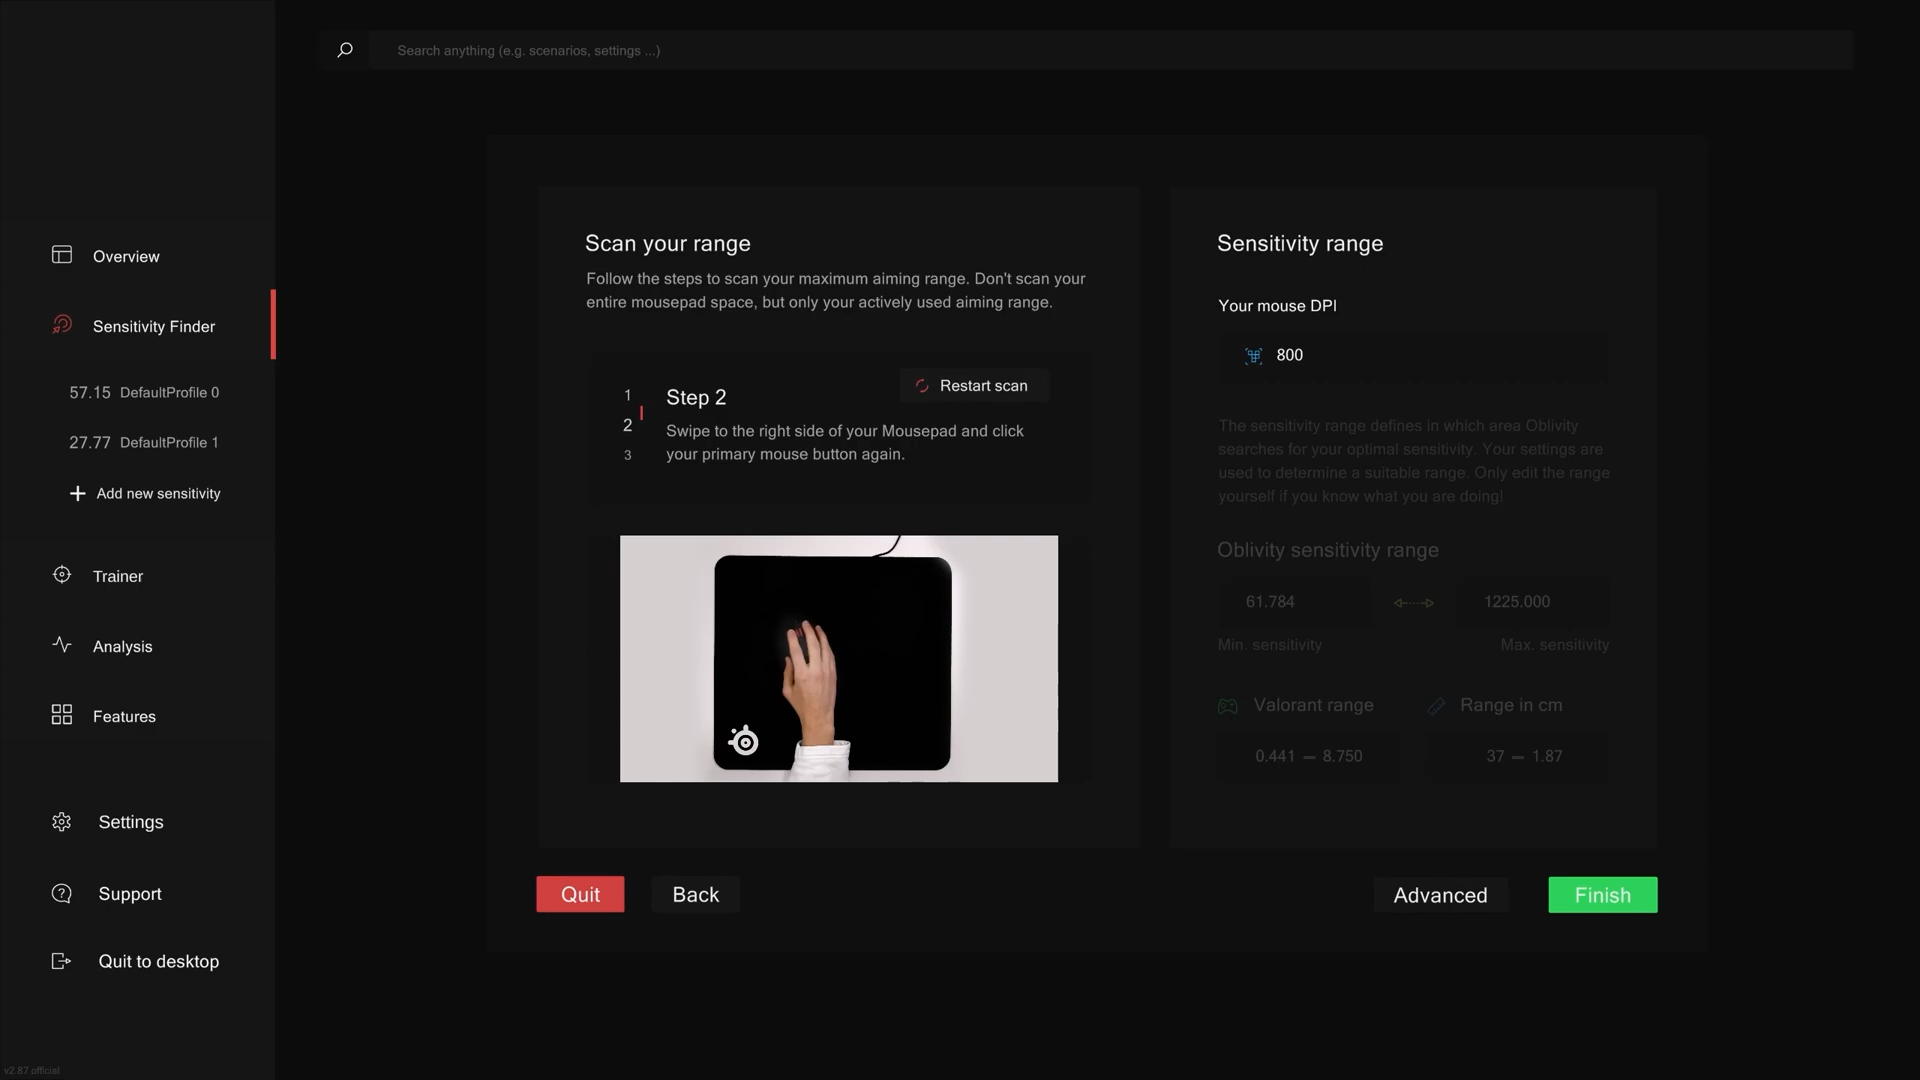 Search anything (e.g. scenarios, settings ...)
Overview
Sensitivity Finder
57.15 DefaultProfile 0
27.77 DefaultProfile 1
Add new sensitivity
Trainer
Analysis
Features
Settings
Support
Quit to desktop
v2.87 official
Scan your range
Follow the steps to scan your maximum aiming range. Don't scan your
entire mousepad space, but only your actively used aiming range.
1
2
3
Step 2
Restart scan
Swipe to the right side of your Mousepad and click
your primary mouse button again.
Quit
Back
Sensitivity range
Your mouse DPI
800
The sensitivity range defines in which area Oblivity
searches for your optimal sensitivity. Your settings are
used to determine a suitable range. Only edit the range
yourself if you know what you are doing!
Oblivity sensitivity range
61.784
1225.000
Min. sensitivity
Max. sensitivity
Valorant range
Range in cm
0.441 — 8.750
37 — 1.87
Advanced
Finish